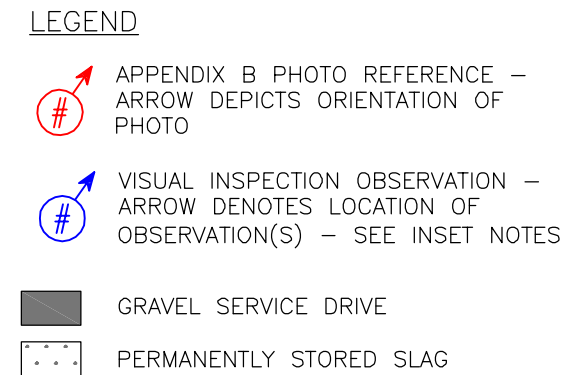 LEGEND
# APPENDIX B PHOTO REFERENCE –
ARROW DEPICTS ORIENTATION OF
PHOTO
# VISUAL INSPECTION OBSERVATION –
ARROW DENOTES LOCATION OF
OBSERVATION(S) – SEE INSET NOTES
GRAVEL SERVICE DRIVE
PERMANENTLY STORED SLAG